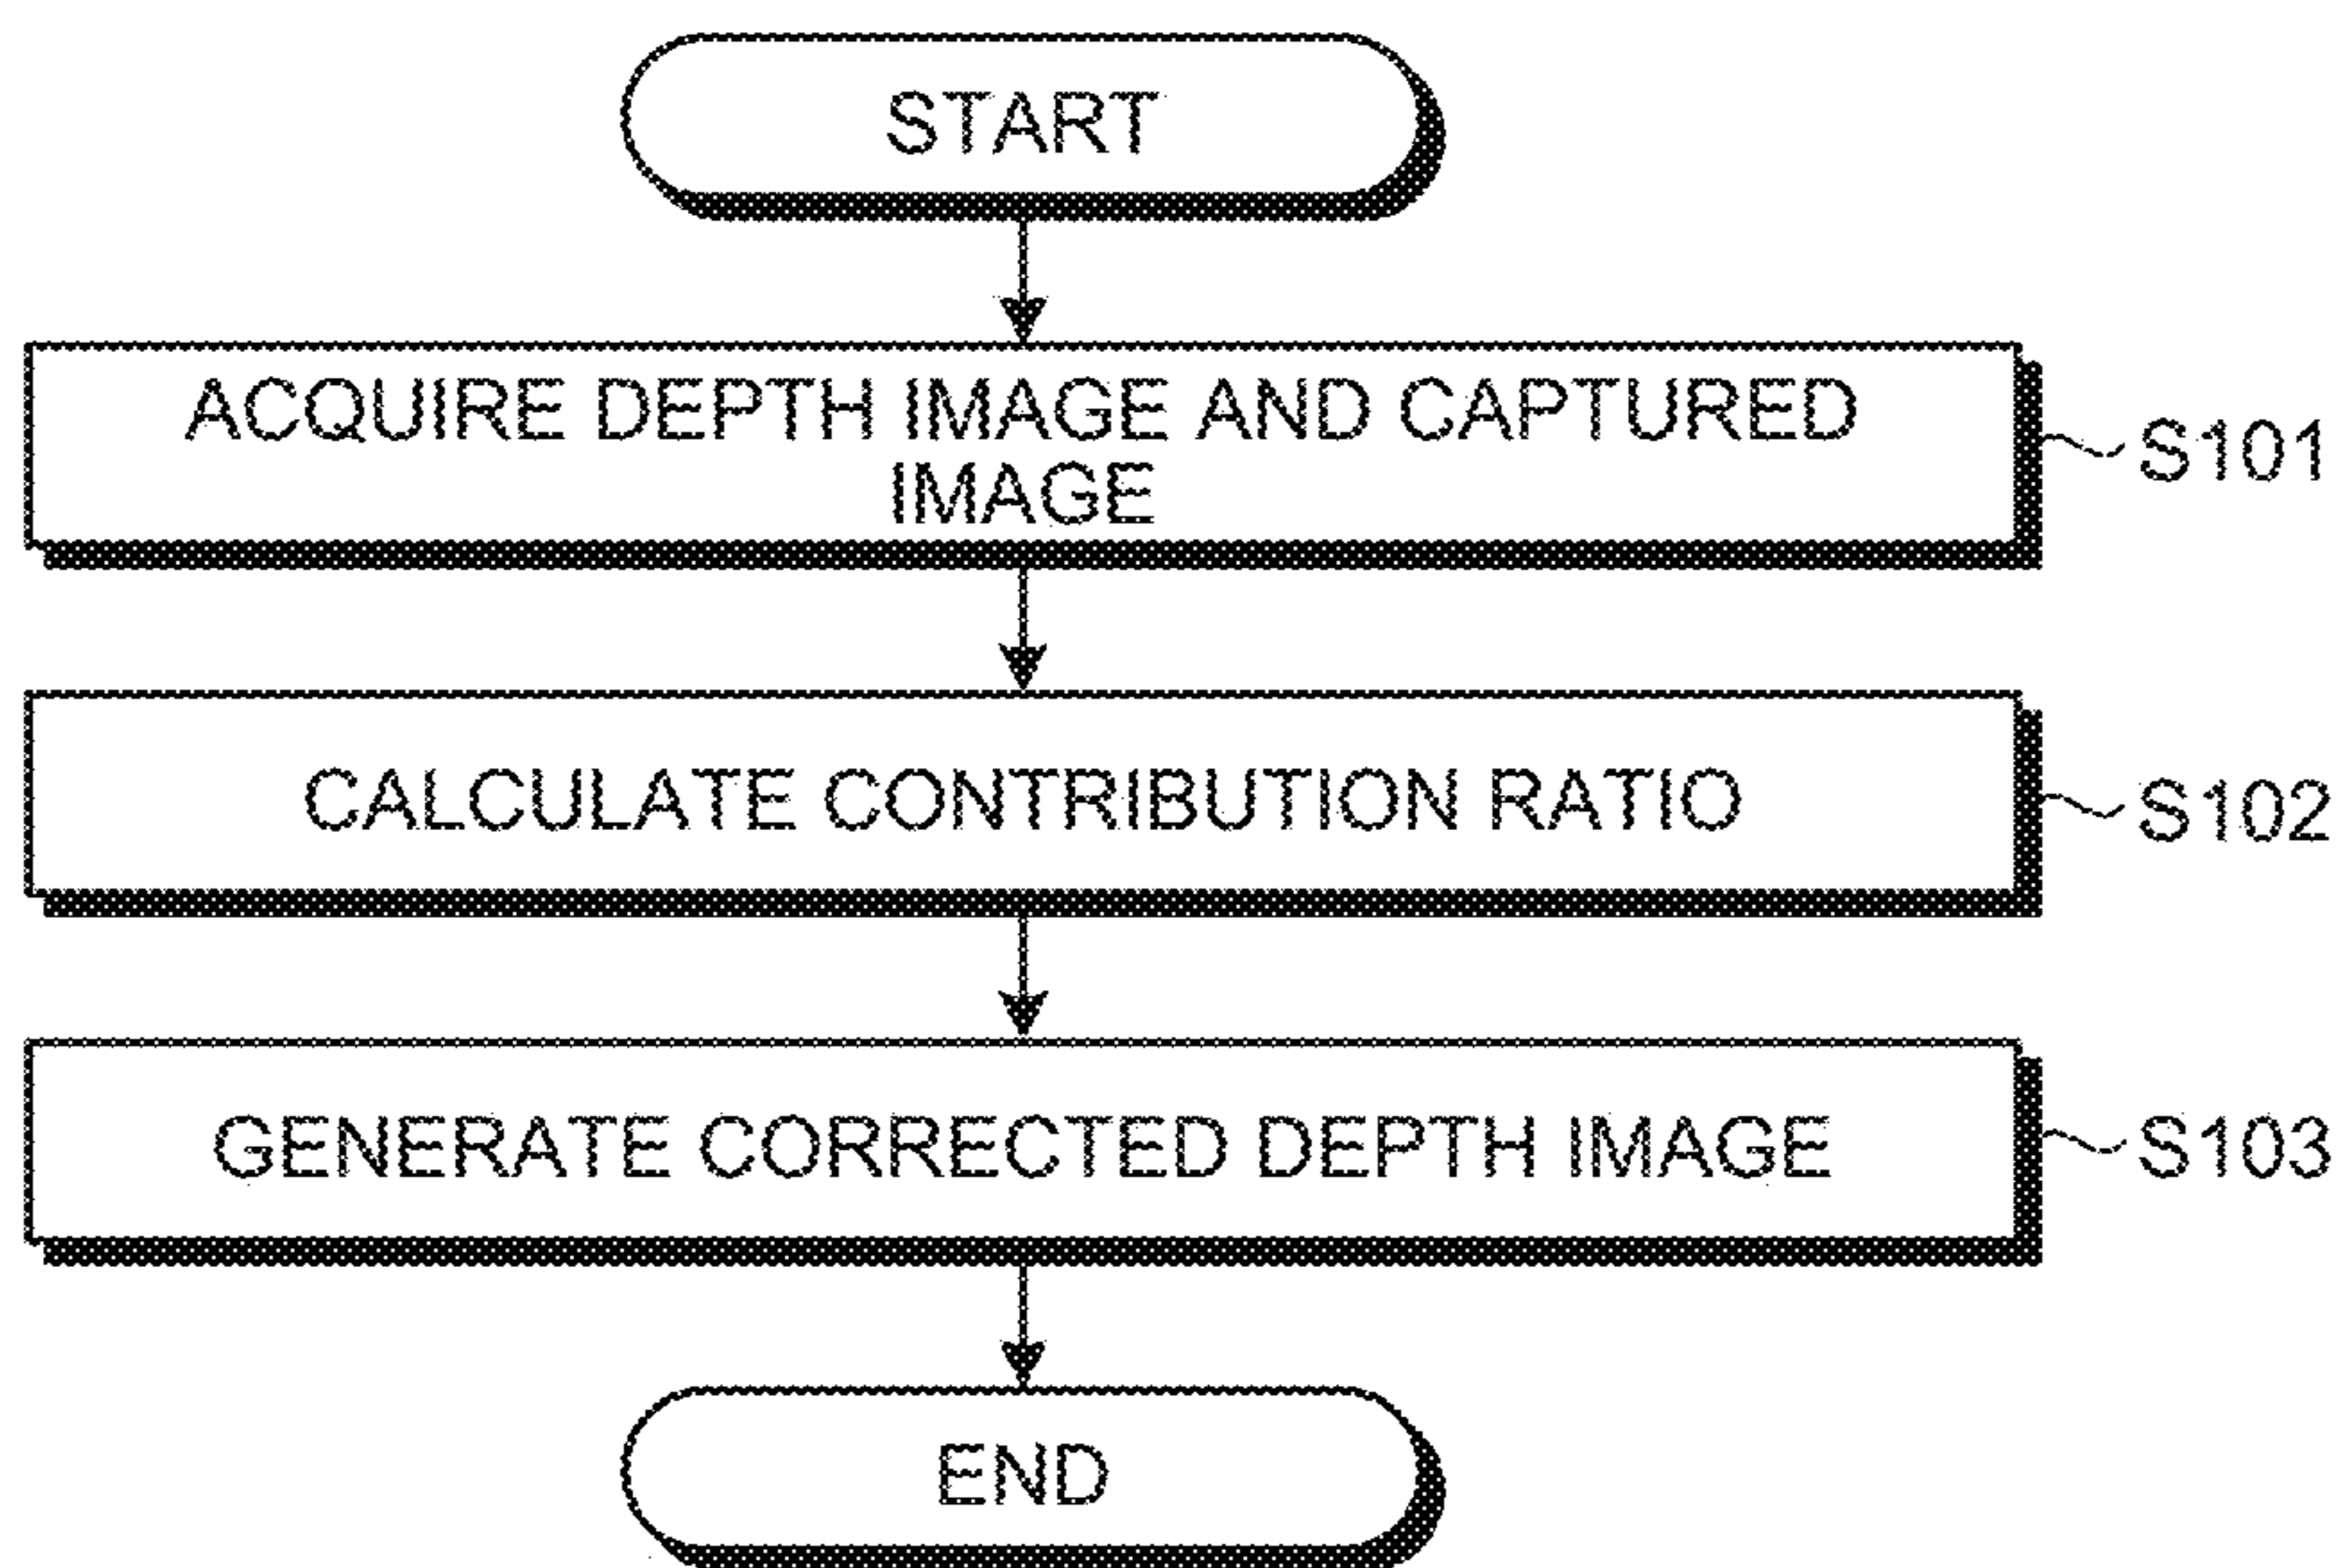 START
ACQUIRE DEPTH IMAGE AND CAPTURED
IMAGE
S101
CALCULATE CONTRIBUTION RATIO
S102
GENERATE CORRECTED DEPTH IMAGE
S103
END